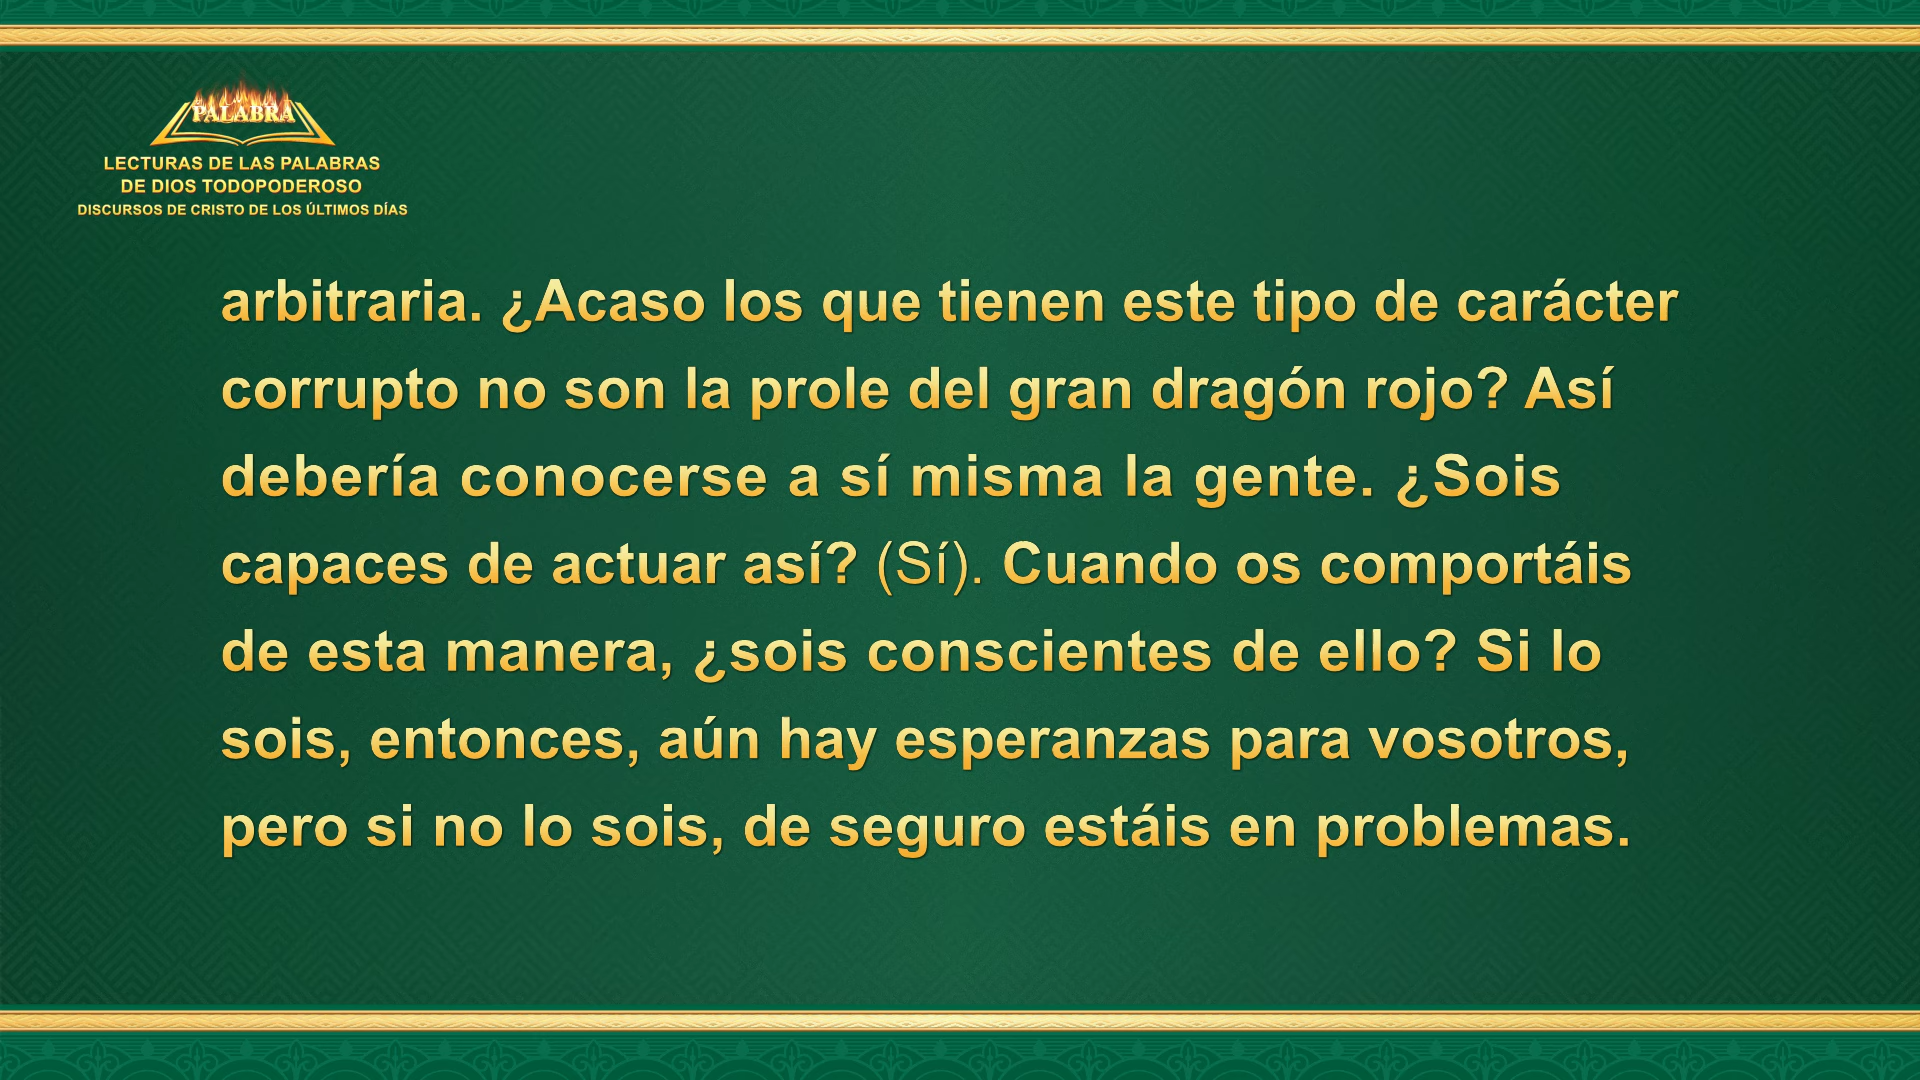 PALABRA
LECTURAS DE LAS PALABRAS
DE DIOS TODOPODEROSO
DISCURSOS DE CRISTO DE LOS ÚLTIMOS DÍAS
arbitraria. ¿Acaso los que tienen este tipo de carácter
corrupto no son la prole del gran dragón rojo? Así
debería conocerse a sí misma la gente. ¿Sois
capaces de actuar así? (Sí). Cuando os comportáis
de esta manera, ¿sois conscientes de ello? Si lo
sois, entonces, aún hay esperanzas para vosotros,
pero si no lo sois, de seguro estáis en problemas.